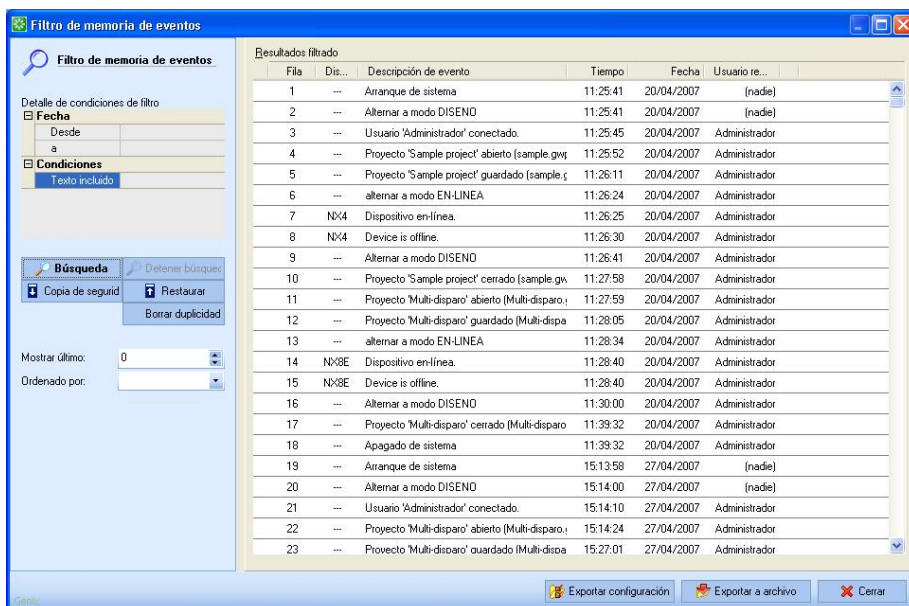 Filtro de memoria de eventos
Filtro de memoria de eventos
Detalle de condiciones de filtro
Fecha
Desde
a
Condiciones
Texto incluido
Búsqueda
Detener búsquec
Copia de segurid
Restaurar
Borrar duplicidad
Mostrar último: 0
Ordenado por:
Resultados filtrado
Fila Dis... Descripción de evento Tiempo Fecha Usuario re...
1 --- Arranque de sistema 11:25:41 20/04/2007 (nadie)
2 --- Alternar a modo DISENO 11:25:41 20/04/2007 (nadie)
3 --- Usuario 'Administrador' conectado. 11:25:45 20/04/2007 Administrador
4 --- Proyecto 'Sample project' abierto (sample.gwp 11:25:52 20/04/2007 Administrador
5 --- Proyecto 'Sample project' guardado (sample.g 11:26:11 20/04/2007 Administrador
6 --- alternar a modo EN-LINEA 11:26:24 20/04/2007 Administrador
7 NX4 Dispositivo en-línea. 11:26:25 20/04/2007 Administrador
8 NX4 Device is offline. 11:26:30 20/04/2007 Administrador
9 --- Alternar a modo DISENO 11:26:41 20/04/2007 Administrador
10 --- Proyecto 'Sample project' cerrado (sample.gw 11:27:58 20/04/2007 Administrador
11 --- Proyecto 'Multi-disparo' abierto (Multi-disparo. 11:27:59 20/04/2007 Administrador
12 --- Proyecto 'Multi-disparo' guardado (Multi-dispa 11:28:05 20/04/2007 Administrador
13 --- alternar a modo EN-LINEA 11:28:34 20/04/2007 Administrador
14 NX8E Dispositivo en-línea. 11:28:40 20/04/2007 Administrador
15 NX8E Device is offline. 11:28:40 20/04/2007 Administrador
16 --- Alternar a modo DISENO 11:30:00 20/04/2007 Administrador
17 --- Proyecto 'Multi-disparo' cerrado (Multi-disparo 11:39:32 20/04/2007 Administrador
18 --- Apagado de sistema 11:39:32 20/04/2007 Administrador
19 --- Arranque de sistema 15:13:58 27/04/2007 (nadie)
20 --- Alternar a modo DISENO 15:14:00 27/04/2007 (nadie)
21 --- Usuario 'Administrador' conectado. 15:14:10 27/04/2007 Administrador
22 --- Proyecto 'Multi-disparo' abierto (Multi-disparo. 15:14:24 27/04/2007 Administrador
23 --- Proyecto 'Multi-disparo' guardado (Multi-dispa 15:27:01 27/04/2007 Administrador
Exportar configuración Exportar a archivo Cerrar